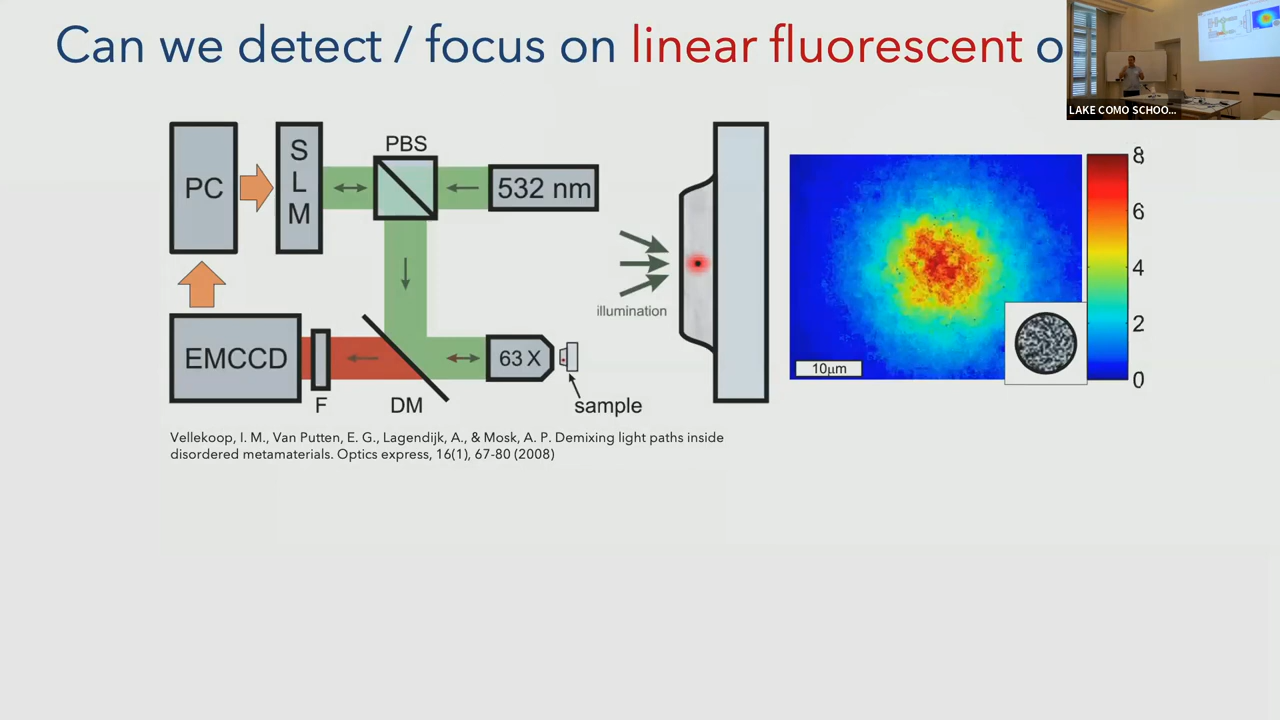 Can we detect / focus on linear fluorescent
LAKE COMO SCHOO...
PC
SLM
PBS
532 nm
EMCCD
F
DM
63 X
sample
illumination
10μm
8
6
4
2
0
Vellekoop, I. M., Van Putten, E. G., Lagendijk, A., & Mosk, A. P. Demixing light paths inside
disordered metamaterials. Optics express, 16(1), 67-80 (2008)